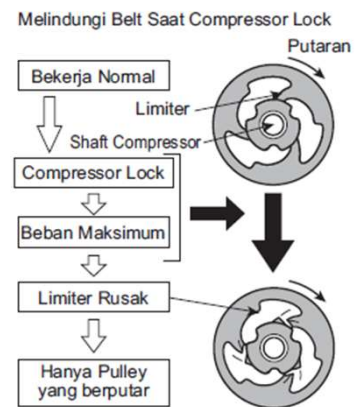 Melindungi Belt Saat Compressor Lock
Putaran
Bekerja Normal
Limiter
Shaft Compressor
Compressor Lock
Beban Maksimum
Limiter Rusak
Hanya Pulley
yang berputar